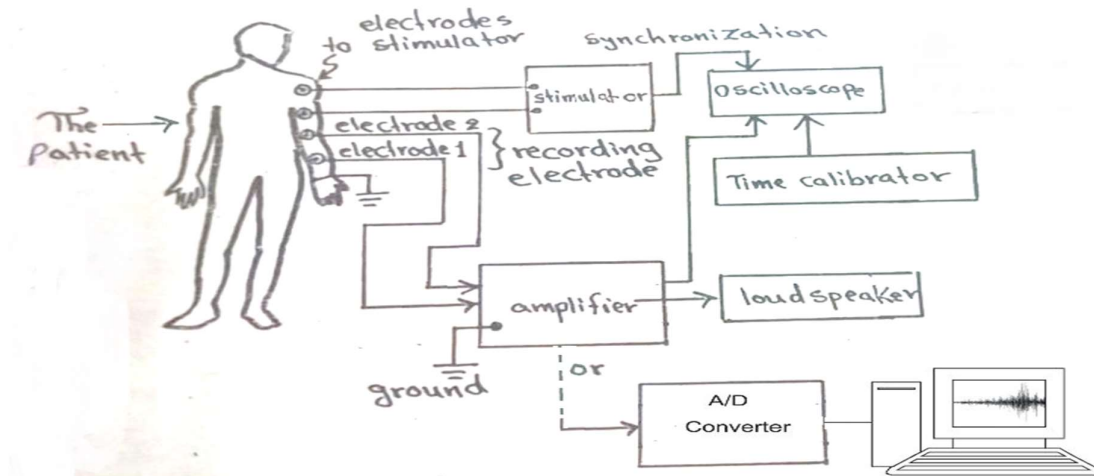 electrodes
to stimulator
synchronization
stimulator
Oscilloscope
The
Patient
electrode 2
electrode 1
recording
electrode
Time calibrator
amplifier
loudspeaker
ground
or
A/D
Converter